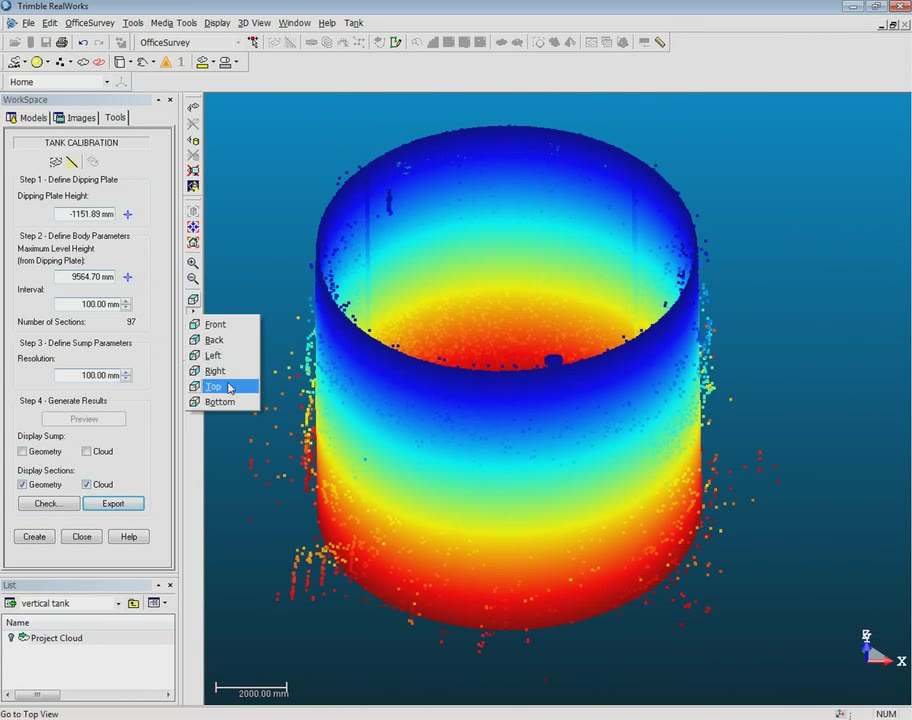 Trimble RealWorks
File Edit OfficeSurvey Tools Media Tools Display 3D View Window Help Tank
OfficeSurvey
1
Home
WorkSpace
Models Images Tools
TANK CALIBRATION
Step 1 - Define Dipping Plate
Dipping Plate Height:
-1151.89 mm
Step 2 - Define Body Parameters
Maximum Level Height
(from Dipping Plate):
9564.70 mm
Interval:
100.00 mm
Number of Sections: 97
Step 3 - Define Sump Parameters
Resolution:
100.00 mm
Step 4 - Generate Results
Preview
Display Sump:
Geometry Cloud
Display Sections:
Geometry Cloud
Check... Export
Create Close Help
Front
Back
Left
Right
Top
Bottom
List
vertical tank
Name
Project Cloud
2000.00 mm
Z
X
Go to Top View
NUM